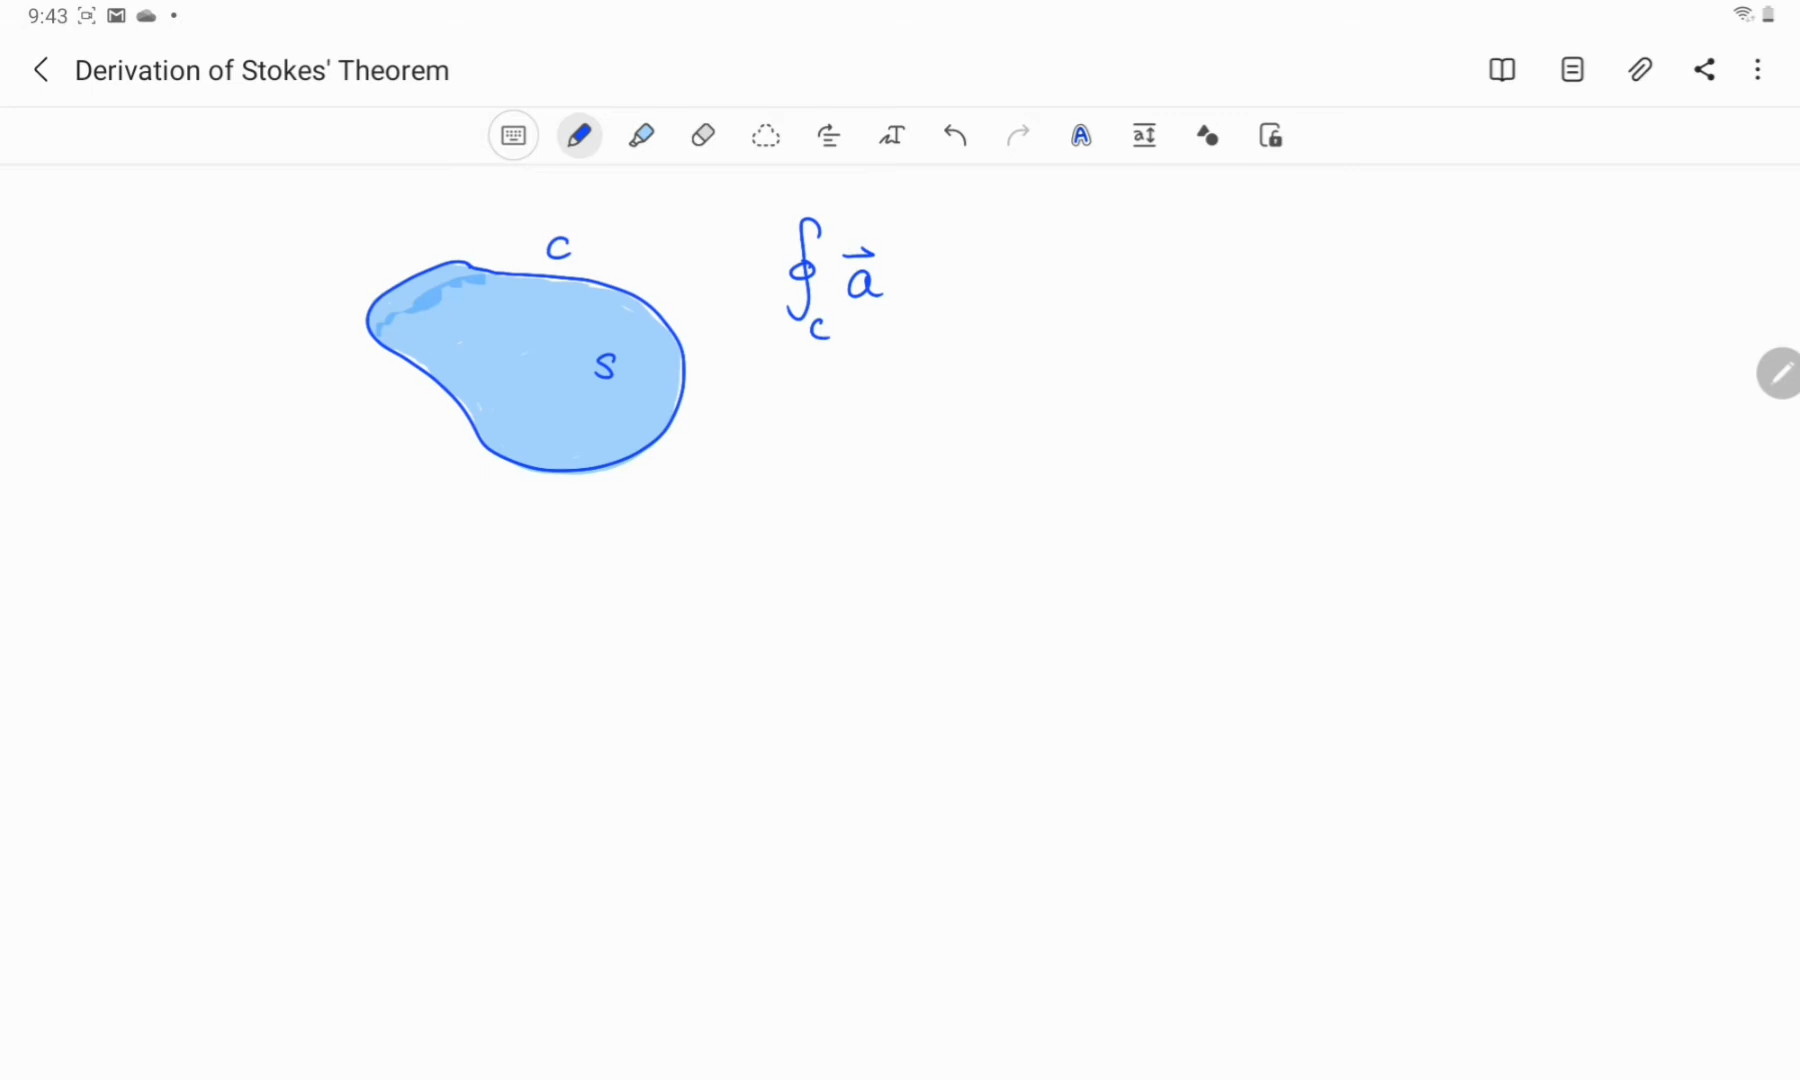 9:43
Derivation of Stokes' Theorem
C
∮_C a⃗
S